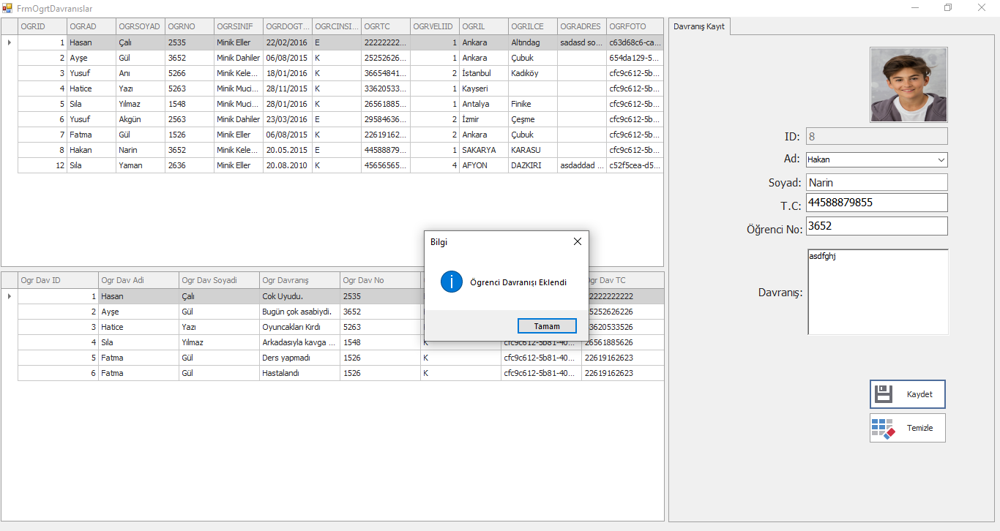 FrmOgrtDavranıslar
OGRID OGRAD OGRSOYAD OGRNO OGRSINIF OGRDOGT... OGRCINSI... OGRTC OGRVELIID OGRIL OGRILCE OGRADRES OGRFOTO
1 Hasan Çalı 2535 Minik Eller 22/02/2016 E 22222222... 1 Ankara Altındag sadasd so... c63d68c6-ca...
2 Ayşe Gül 3652 Minik Dahiler 06/08/2015 K 25252626... 1 Ankara Çubuk 654da129-5...
3 Yusuf Anı 5266 Minik Kele... 18/01/2016 K 36654841... 2 İstanbul Kadıköy cfc9c612-5b...
4 Hatice Yazı 5263 Minik Muci... 28/11/2015 K 33620533... 1 Kayseri cfc9c612-5b...
5 Sıla Yılmaz 1548 Minik Muci... 28/01/2016 K 26561885... 1 Antalya Finike cfc9c612-5b...
6 Yusuf Akgün 2563 Minik Dahiler 23/03/2016 E 29584636... 2 İzmir Çeşme cfc9c612-5b...
7 Fatma Gül 1526 Minik Eller 06/08/2015 K 22619162... 2 Ankara Çubuk cfc9c612-5b...
8 Hakan Narin 3652 Minik Kele... 20.05.2015 E 44588879... 1 SAKARYA KARASU cfc9c612-5b...
12 Sıla Yaman 2636 Minik Eller 20.08.2010 K 45656565... 4 AFYON DAZKIRI asdaddad ... c52f5cea-d5...
Ogr Dav ID Ogr Dav Adi Ogr Dav Soyadi Ogr Davranış Ogr Dav No Ogr Dav TC
1 Hasan Çalı Cok Uyudu. 2535 2222222222
2 Ayşe Gül Bugün çok asabiydi. 3652 5252626226
3 Hatice Yazı Oyuncakları Kırdı 5263 3620533526
4 Sıla Yılmaz Arkadasıyla kavga ... 1548 K cfc9c612-5b81-40... 26561885626
5 Fatma Gül Ders yapmadı 1526 K cfc9c612-5b81-40... 22619162623
6 Fatma Gül Hastalandı 1526 K cfc9c612-5b81-40... 22619162623
Bilgi
Ögrenci Davranışı Eklendi
Tamam
Davranış Kayıt
ID: 8
Ad: Hakan
Soyad: Narin
T.C: 44588879855
Öğrenci No: 3652
Davranış: asdfghj
Kaydet
Temizle